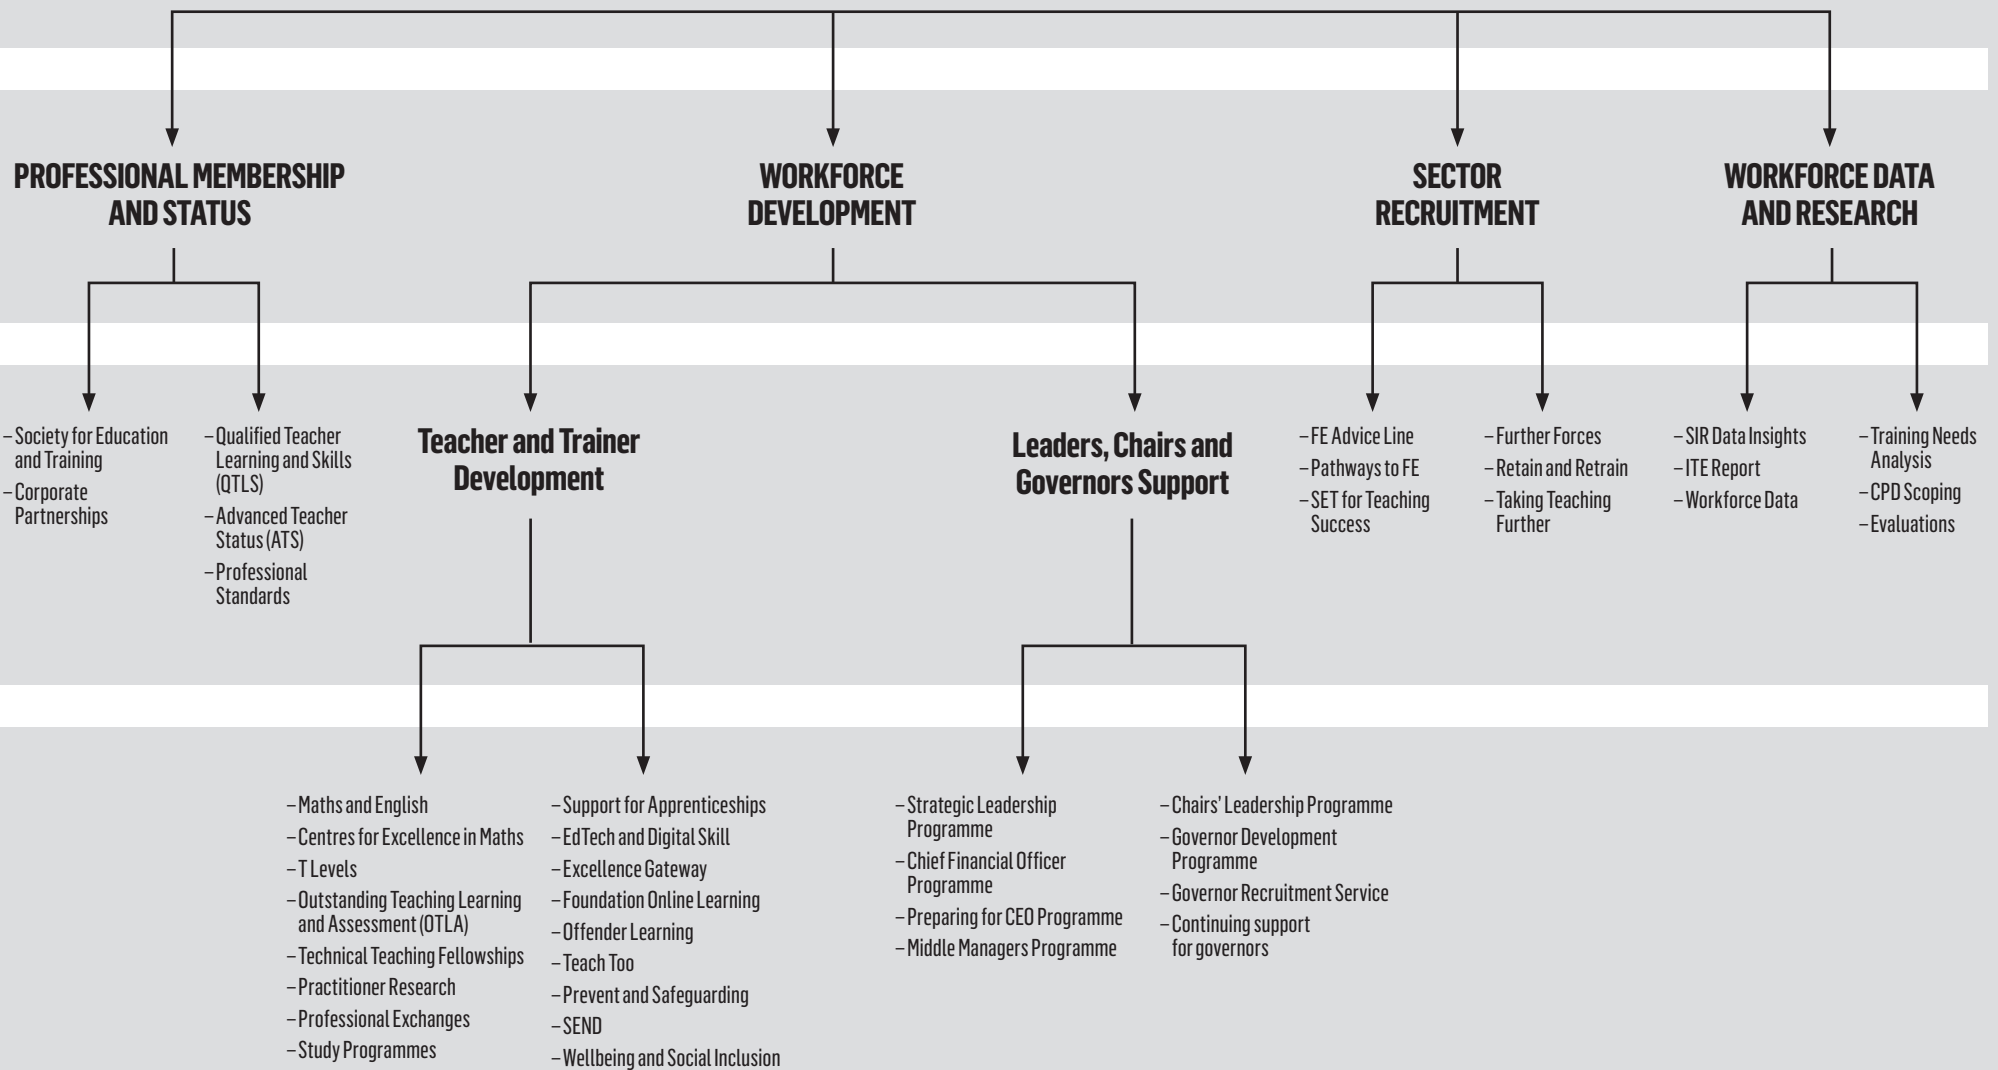 PROFESSIONAL MEMBERSHIP
AND STATUS
WORKFORCE
DEVELOPMENT
SECTOR
RECRUITMENT
WORKFORCE DATA
AND RESEARCH
– Society for Education
and Training
– Corporate
Partnerships
– Qualified Teacher
Learning and Skills
(QTLS)
– Advanced Teacher
Status (ATS)
– Professional
Standards
Teacher and Trainer
Development
Leaders, Chairs and
Governors Support
– FE Advice Line
– Pathways to FE
– SET for Teaching
Success
– Further Forces
– Retain and Retrain
– Taking Teaching
Further
– SIR Data Insights
– ITE Report
– Workforce Data
– Training Needs
Analysis
– CPD Scoping
– Evaluations
– Maths and English
– Centres for Excellence in Maths
– T Levels
– Outstanding Teaching Learning
and Assessment (OTLA)
– Technical Teaching Fellowships
– Practitioner Research
– Professional Exchanges
– Study Programmes
– Support for Apprenticeships
– EdTech and Digital Skill
– Excellence Gateway
– Foundation Online Learning
– Offender Learning
– Teach Too
– Prevent and Safeguarding
– SEND
– Wellbeing and Social Inclusion
– Strategic Leadership
Programme
– Chief Financial Officer
Programme
– Preparing for CEO Programme
– Middle Managers Programme
– Chairs' Leadership Programme
– Governor Development
Programme
– Governor Recruitment Service
– Continuing support
for governors